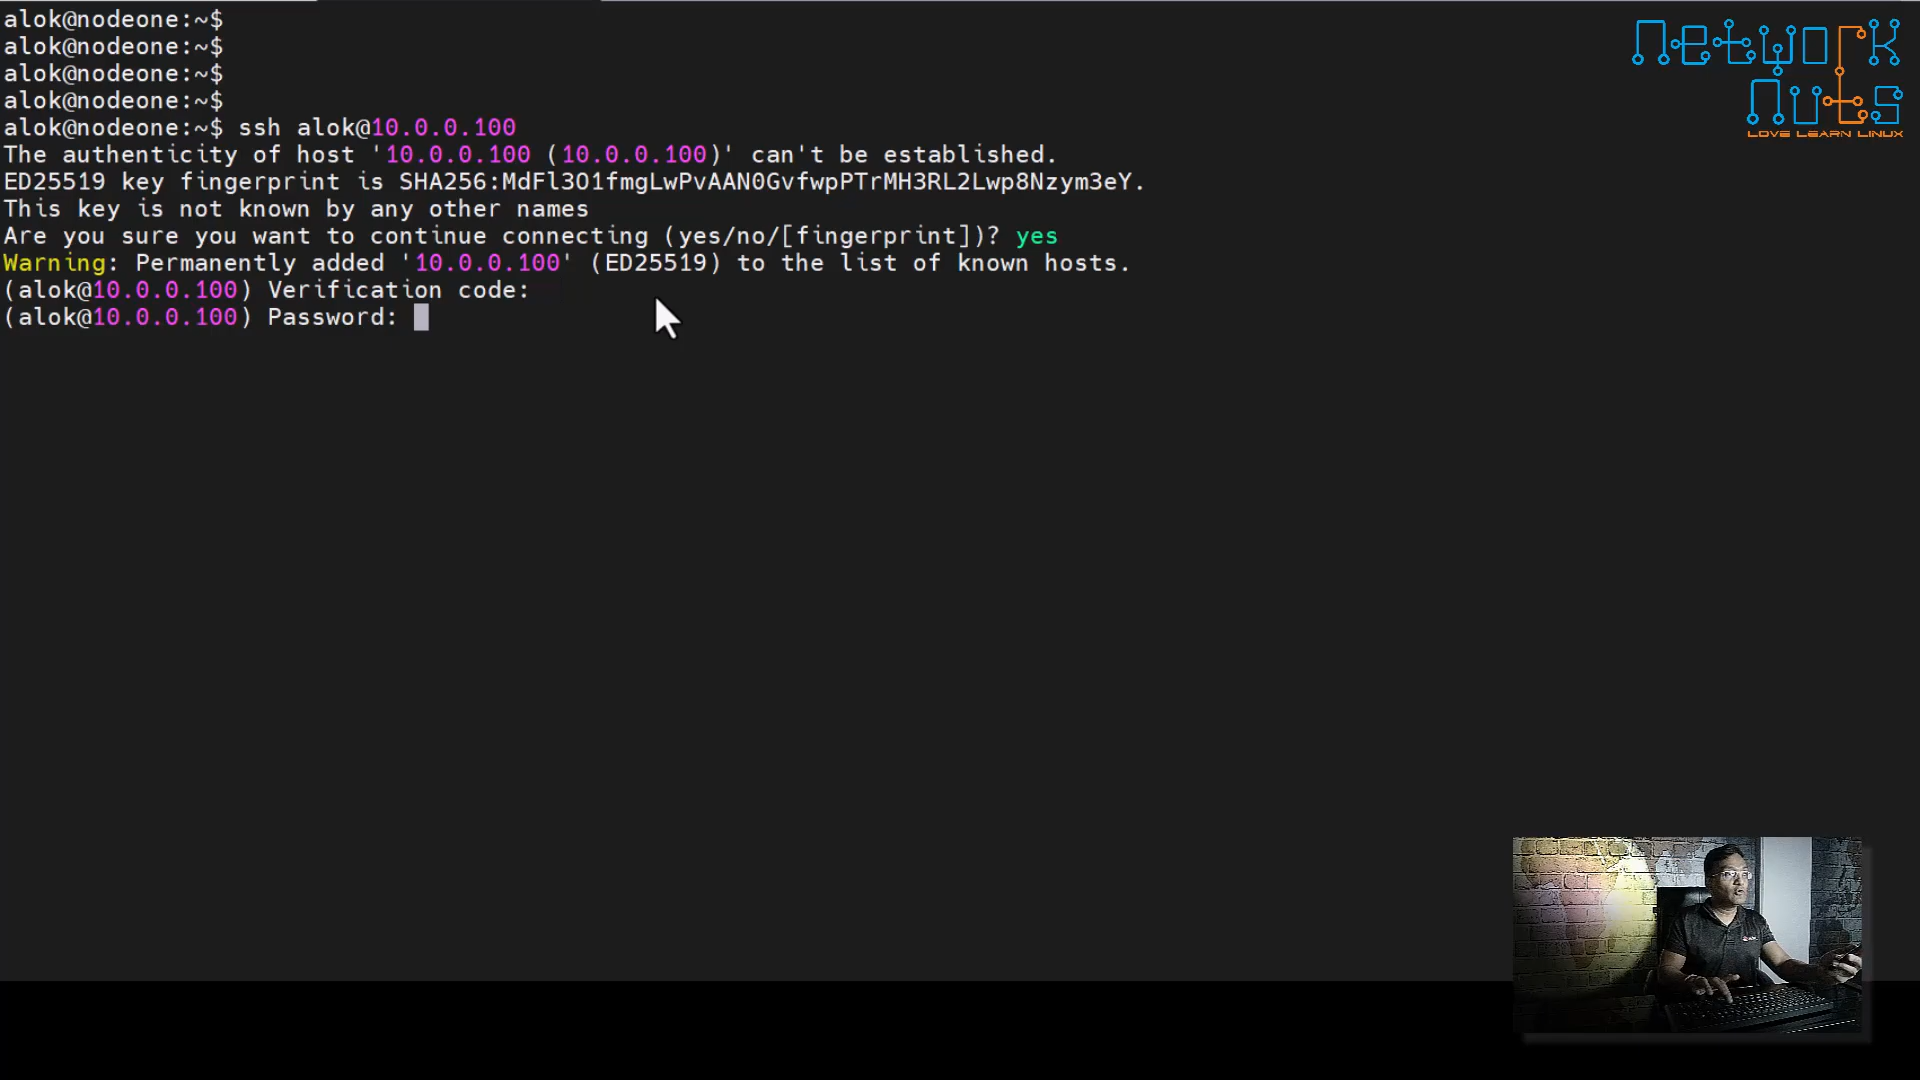 alok@nodeone:~$
alok@nodeone:~$
alok@nodeone:~$
alok@nodeone:~$
alok@nodeone:~$ ssh alok@10.0.0.100
The authenticity of host '10.0.0.100 (10.0.0.100)' can't be established.
ED25519 key fingerprint is SHA256:MdFl3O1fmgLwPvAAN0GvfwpPTrMH3RL2Lwp8Nzym3eY.
This key is not known by any other names
Are you sure you want to continue connecting (yes/no/[fingerprint])? yes
Warning: Permanently added '10.0.0.100' (ED25519) to the list of known hosts.
(alok@10.0.0.100) Verification code:
(alok@10.0.0.100) Password:
Network
Nuts
LOVE LEARN LINUX